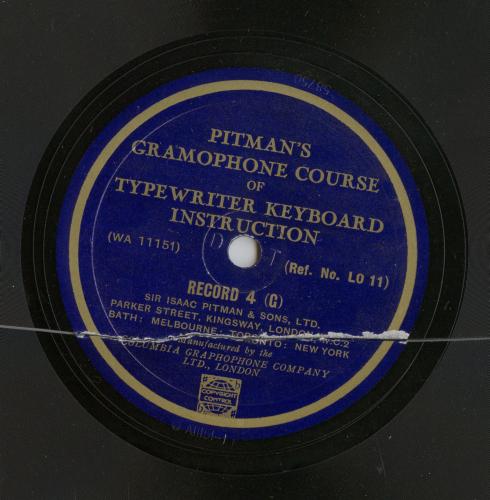 PITMAN'S
GRAMOPHONE COURSE
OF
TYPEWRITER KEYBOARD
INSTRUCTION
(WA 11151)
(Ref. No. LO 11)
RECORD 4 (G)
SIR ISAAC PITMAN & SONS, LTD.
PARKER STREET, KINGSWAY, LONDON, W.C.2
BATH: MELBOURNE: TORONTO: NEW YORK
Manufactured by the
COLUMBIA GRAPHOPHONE COMPANY
LTD., LONDON
COPYRIGHT
CONTROL